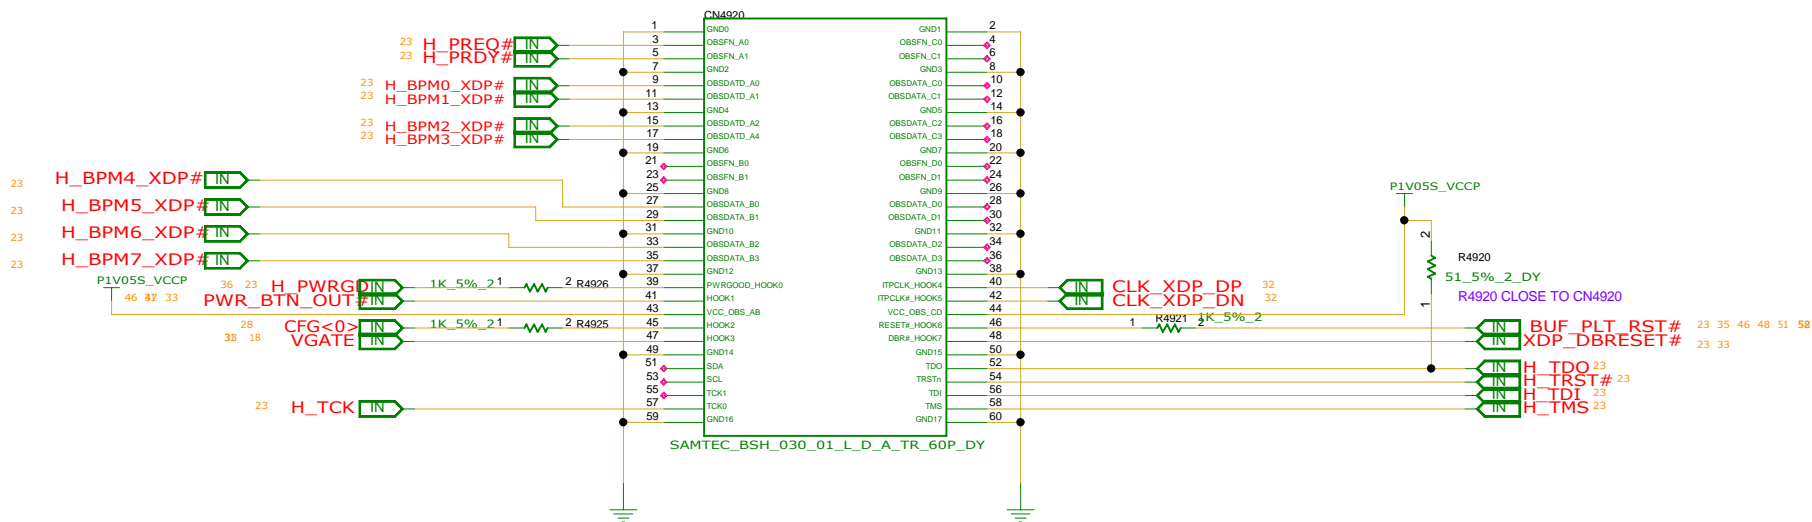 CN4920
1 GND0 GND1 2
23 H_PREQ# IN 3 OBSFN_A0 OBSFN_C0 4
23 H_PRDY# IN 5 OBSFN_A1 OBSFN_C1 6
7 GND2 GND3 8
23 H_BPM0_XDP# IN 9 OBSDATD_A0 OBSDATA_C0 10
23 H_BPM1_XDP# IN 11 OBSDATD_A1 OBSDATA_C1 12
13 GND4 GND5 14
23 H_BPM2_XDP# IN 15 OBSDATD_A2 OBSDATA_C2 16
23 H_BPM3_XDP# IN 17 OBSDATD_A4 OBSDATA_C3 18
19 GND6 GND7 20
21 OBSFN_B0 OBSFN_D0 22
23 OBSFN_B1 OBSFN_D1 24
23 H_BPM4_XDP# IN
25 GND8 GND9 26
P1V05S_VCCP
27 OBSDATA_B0 OBSDATA_D0 28
23 H_BPM5_XDP# IN
29 OBSDATA_B1 OBSDATA_D1 30
23 H_BPM6_XDP# IN
31 GND10 GND11 32
2
33 OBSDATA_B2 OBSDATA_D2 34
23 H_BPM7_XDP# IN
35 OBSDATA_B3 OBSDATA_D3 36
R4920
37 GND12 GND13 38
51_5%_2_DY
P1V05S_VCCP
36 23 H_PWRGD IN 1K_5%_2 1 2 R4926 39 PWRGOOD_HOOK0 ITPCLK_HOOK4 40 IN CLK_XDP_DP 32
46 33
PWR_BTN_OUT# IN 41 HOOK1 ITPCLK#_HOOK5 42 IN CLK_XDP_DN 32
1 R4920 CLOSE TO CN4920
43 VCC_OBS_AB VCC_OBS_CD 44
28 CFG<0> IN 1K_5%_2 1 2 R4925 45 HOOK2 RESET#_HOOK6 46 1 R4921 2 1K_5%_2 IN BUF_PLT_RST# 23 35 46 48 51
18 VGATE IN 47 HOOK3 DBR#_HOOK7 48 IN XDP_DBRESET# 23 33
49 GND14 GND15 50
51 SDA TDO 52 IN H_TDO 23
53 SCL TRSTn 54 IN H_TRST# 23
55 TCK1 TDI 56 IN H_TDI 23
23 H_TCK IN 57 TCK0 TMS 58 IN H_TMS 23
59 GND16 GND17 60
SAMTEC_BSH_030_01_L_D_A_TR_60P_DY